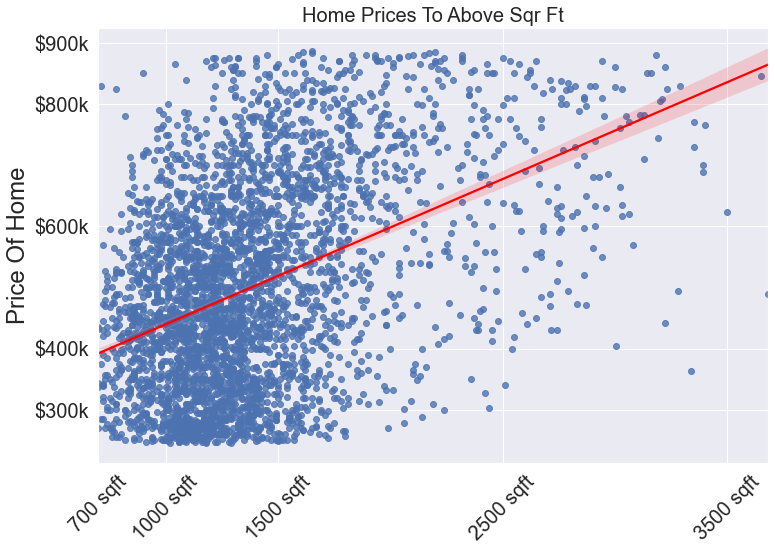 Home Prices To Above Sqr Ft
Price Of Home
$900k
$800k
$600k
$400k
$300k
700 sqft
1000 sqft
1500 sqft
2500 sqft
3500 sqft